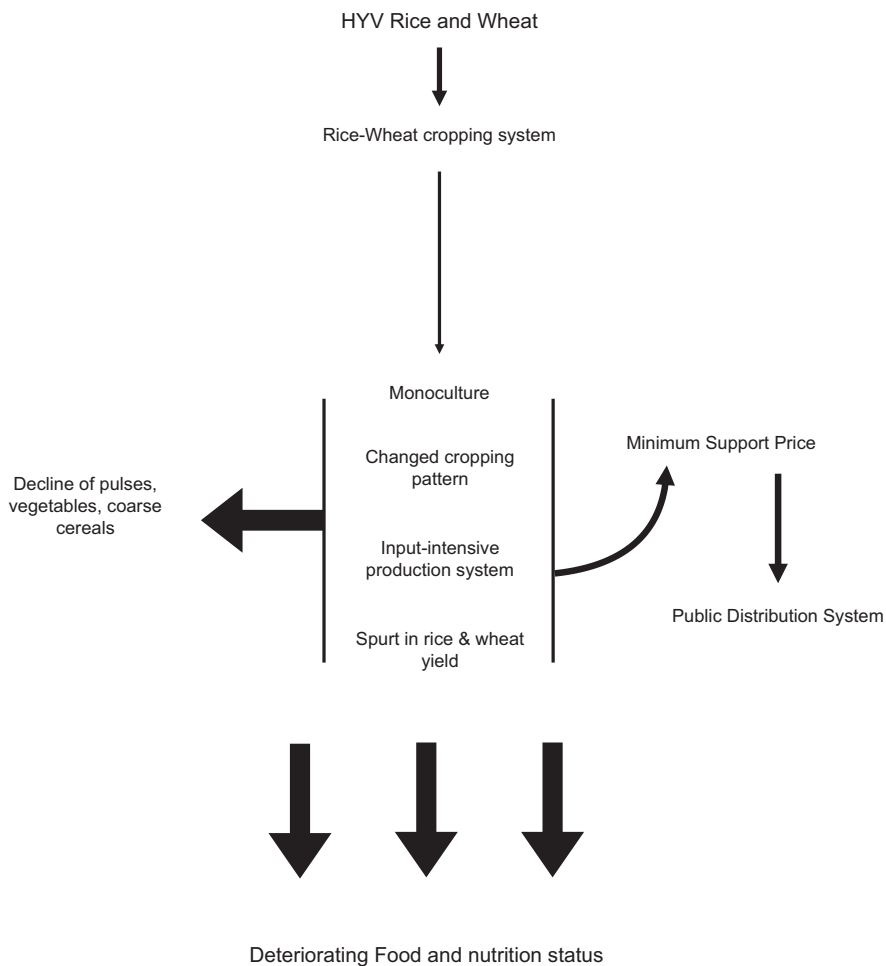 HYV Rice and Wheat
Rice-Wheat cropping system
Monoculture
Changed cropping
pattern
Input-intensive
production system
Spurt in rice & wheat
yield
Decline of pulses,
vegetables, coarse
cereals
Minimum Support Price
Public Distribution System
Deteriorating Food and nutrition status